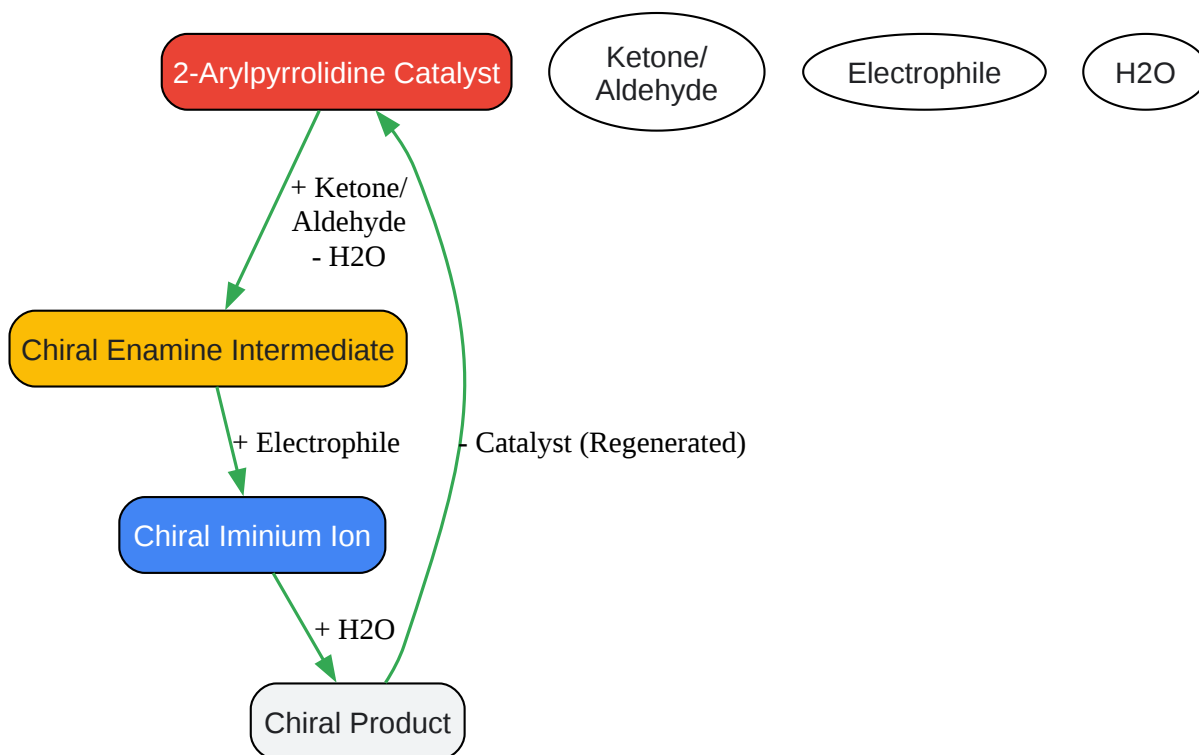 2-Arylpyrrolidine Catalyst
Ketone/
Aldehyde
Electrophile
H2O
+ Ketone/
Aldehyde
- H2O
Chiral Enamine Intermediate
+ Electrophile
- Catalyst (Regenerated)
Chiral Iminium Ion
+ H2O
Chiral Product